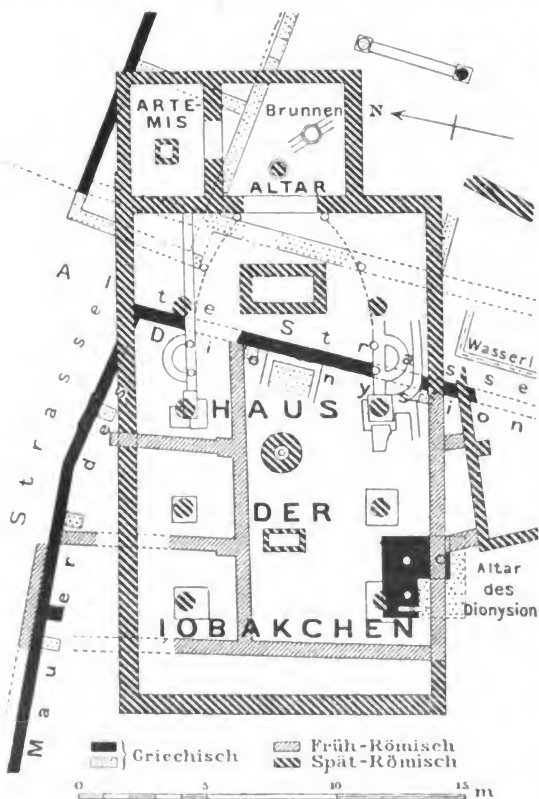 ARTE-
MIS
Brunnen
N
ALTAR
Alte Strasse
Wasserl.
Strasse
HAUS
DER
IOBAKCHEN
Mauer des Dionysion
Altar
des
Dionysion
Griechisch
Früh-Römisch
Spät-Römisch
0 5 10 15 m